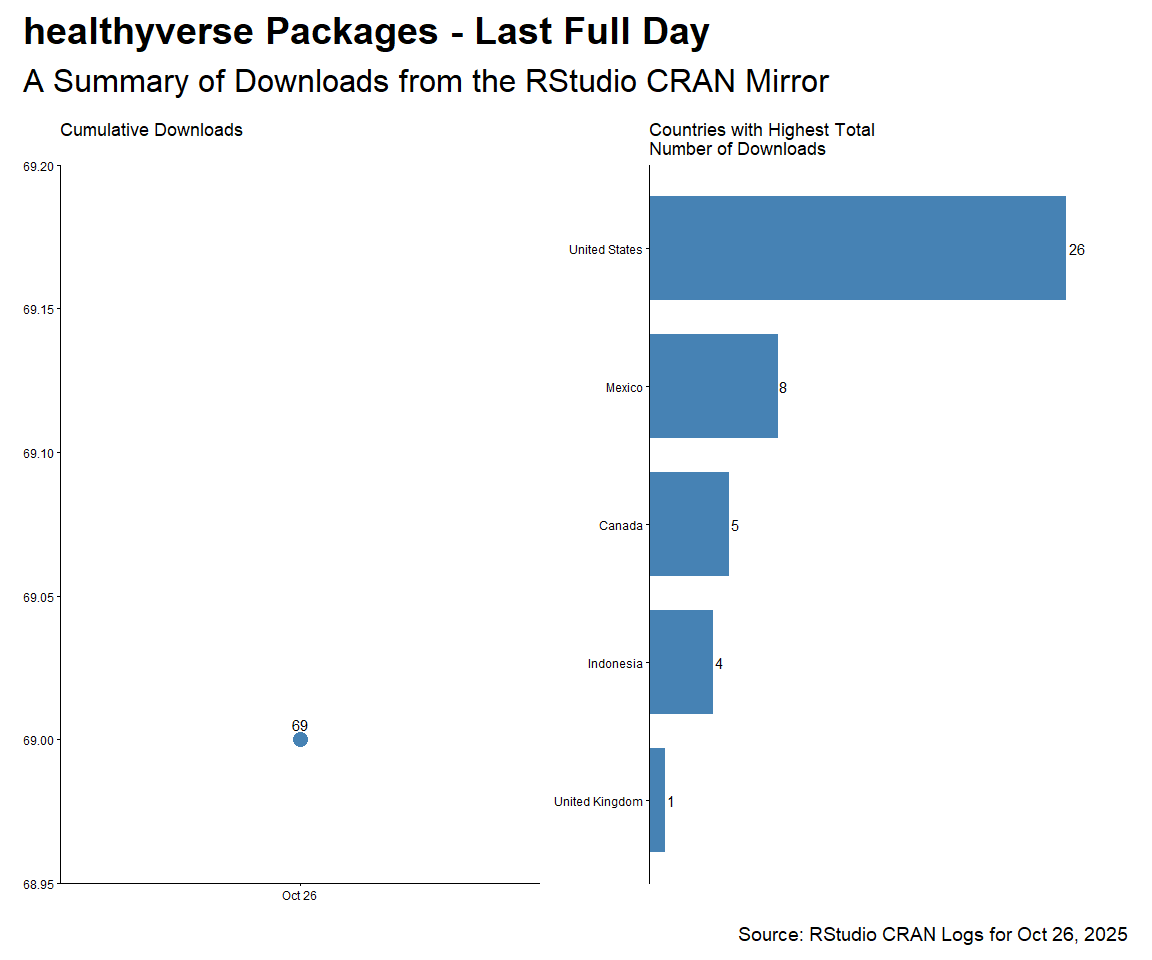 healthyverse Packages - Last Full Day
A Summary of Downloads from the RStudio CRAN Mirror
Cumulative Downloads
69.20
69.15
69.10
69.05
69.00
68.95
69
Oct 26
Countries with Highest Total
Number of Downloads
United States
26
Mexico
8
Canada
5
Indonesia
4
United Kingdom
1
Source: RStudio CRAN Logs for Oct 26, 2025